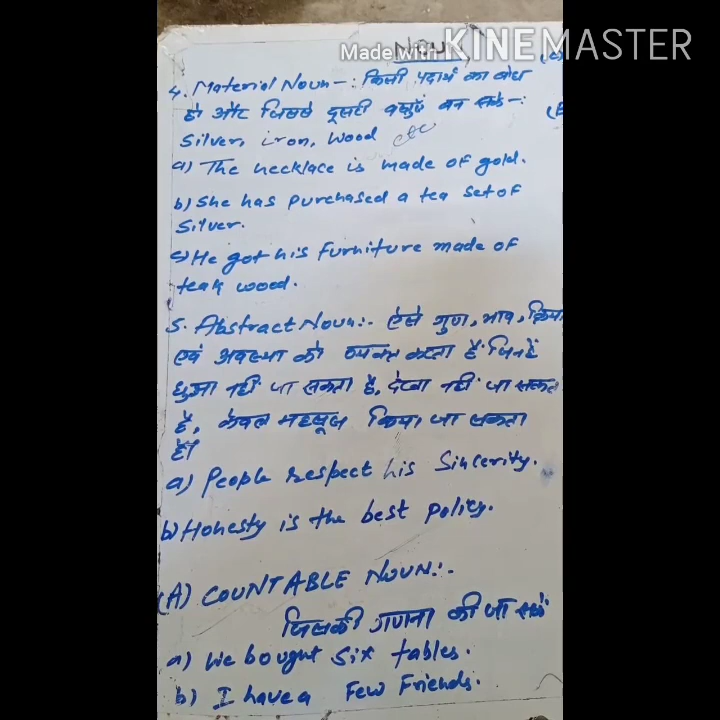 NOUN
Made with KINEMASTER
4. Material Noun -: किसी पदार्थ का बोध
हो और जिससे दूसरी वस्तुएं बन सके -:
Silver, iron, Wood etc
a) The necklace is made of gold.
b) She has purchased a tea set of
Silver.
c) He got his furniture made of
teak wood.
5. Abstract Noun:- ऐसे गुण, भाव, क्रिया
एवं अवस्था को व्यक्त करता है जिन्हें
छुआ नहीं जा सकता है, देखा नहीं जा सकता
है, केवल महसूस किया जा सकता
है।
a) People respect his Sincerity.
b) Honesty is the best Policy.
(A) COUNTABLE NOUN:-
जिसकी गणना की जा सके
a) We bought Six tables.
b) I have a Few Friends.